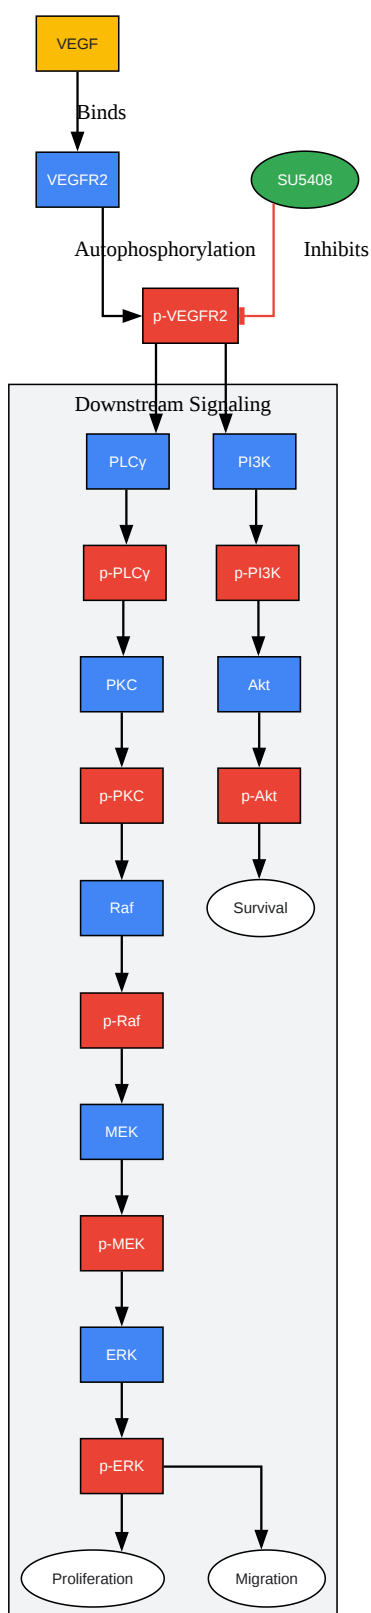 VEGF
Binds
VEGFR2
SU5408
Autophosphorylation
Inhibits
p-VEGFR2
Downstream Signaling
PLCγ
PI3K
p-PLCγ
p-PI3K
PKC
Akt
p-PKC
p-Akt
Raf
Survival
p-Raf
MEK
p-MEK
ERK
p-ERK
Proliferation
Migration